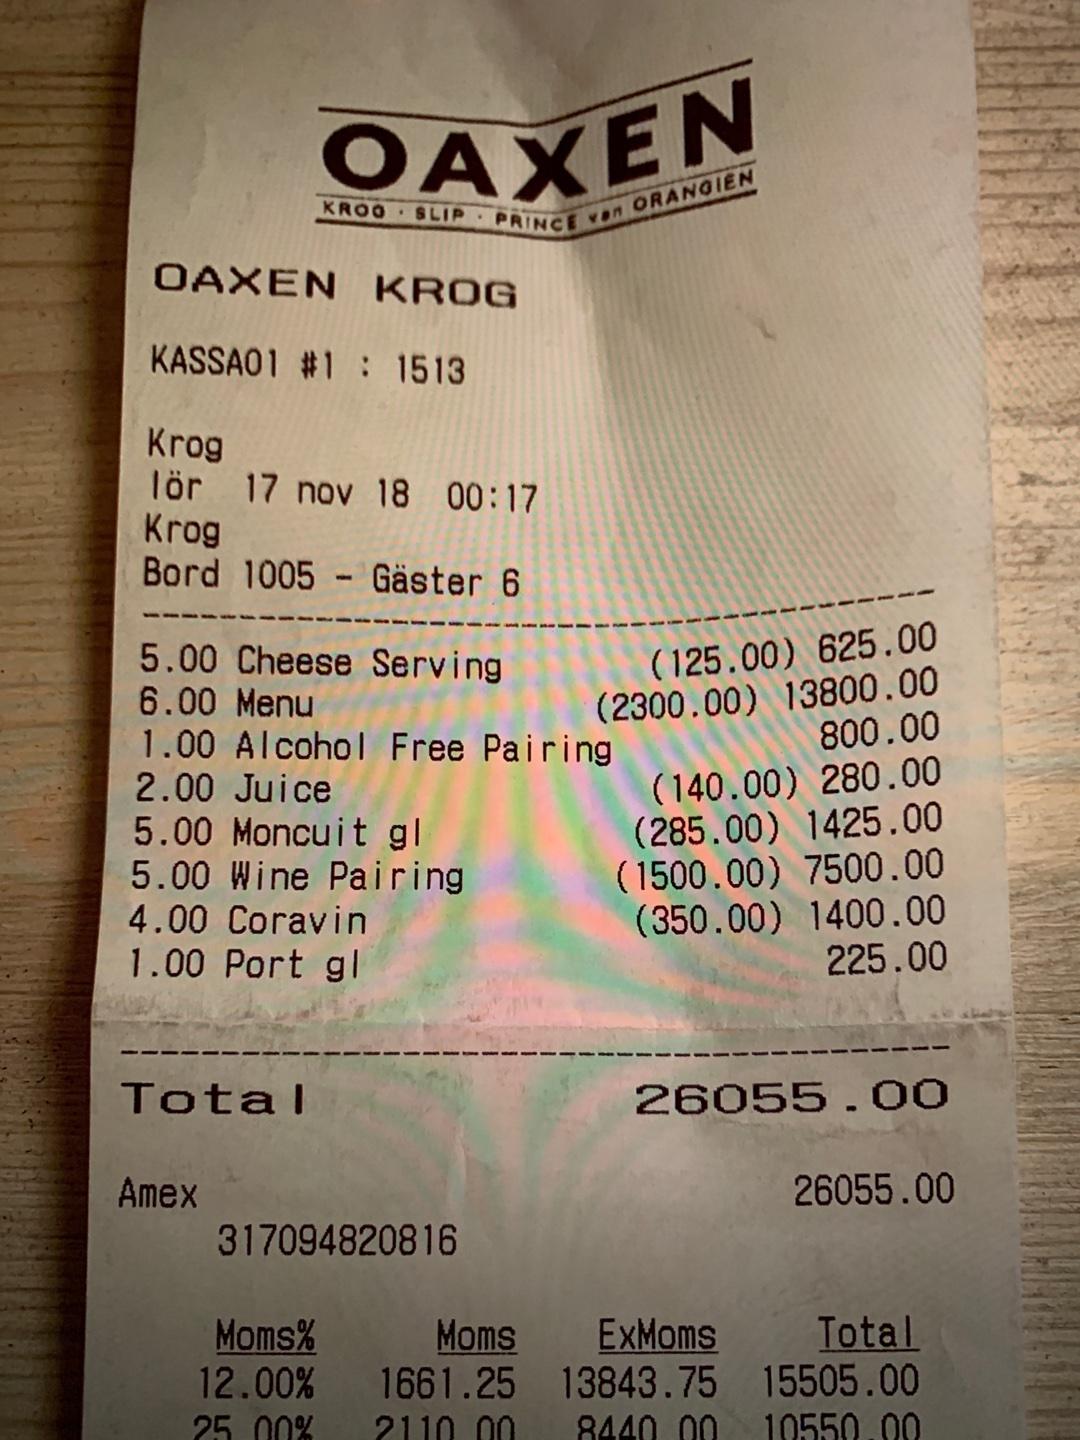 OAXEN
KROG · SLIP · PRINCE van ORANGIËN
OAXEN KROG
KASSA01 #1 : 1513
Krog
lör 17 nov 18 00:17
Krog
Bord 1005 - Gäster 6
5.00 Cheese Serving (125.00) 625.00
6.00 Menu (2300.00) 13800.00
1.00 Alcohol Free Pairing 800.00
2.00 Juice (140.00) 280.00
5.00 Moncuit gl (285.00) 1425.00
5.00 Wine Pairing (1500.00) 7500.00
4.00 Coravin (350.00) 1400.00
1.00 Port gl 225.00
Total 26055.00
Amex 26055.00
317094820816
Moms% Moms ExMoms Total
12.00% 1661.25 13843.75 15505.00
25.00% 2110.00 8440.00 10550.00